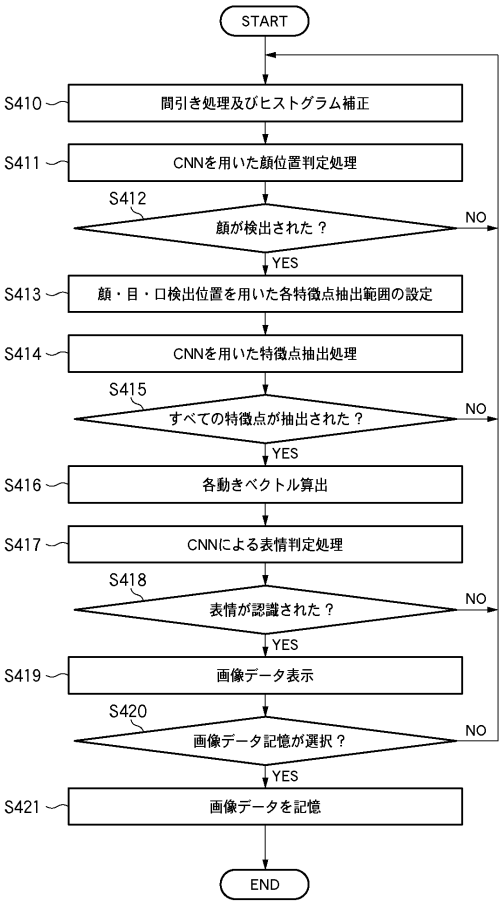 START
S410
間引き処理及びヒストグラム補正
S411
CNNを用いた顔位置判定処理
S412
顔が検出された？
NO
YES
S413
顔・目・口検出位置を用いた各特徴点抽出範囲の設定
S414
CNNを用いた特徴点抽出処理
S415
すべての特徴点が抽出された？
NO
YES
S416
各動きベクトル算出
S417
CNNによる表情判定処理
S418
表情が認識された？
NO
YES
S419
画像データ表示
S420
画像データ記憶が選択？
NO
YES
S421
画像データを記憶
END